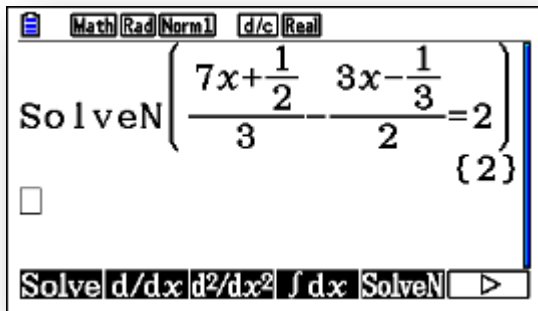 Math Rad Norm1 d/c Real
SolveN((7x+1/2)/3-(3x-1/3)/2=2)
{2}
Solve d/dx d²/dx² ∫dx SolveN ▷